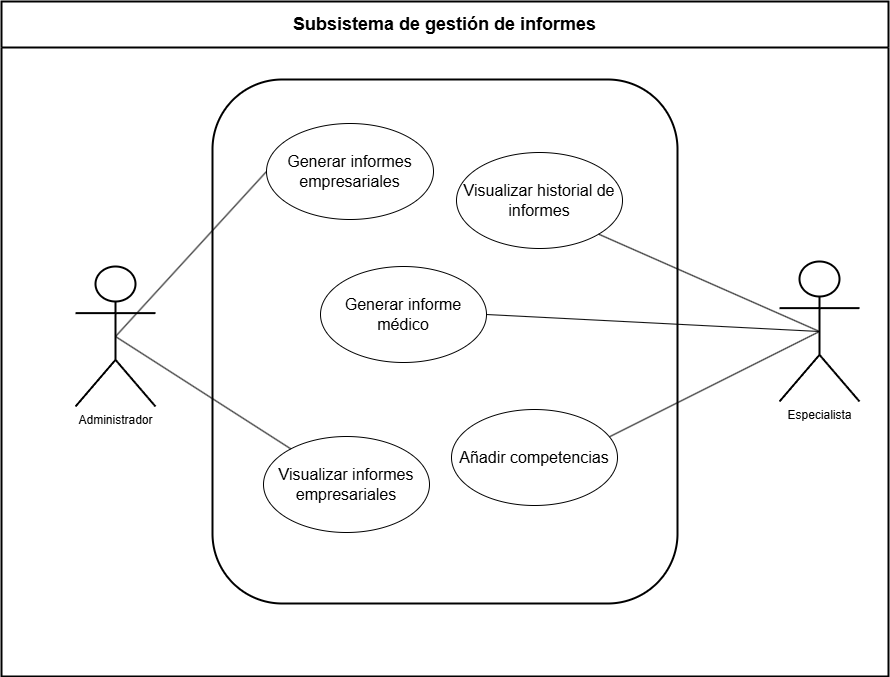 Subsistema de gestión de informes
Generar informes
empresariales
Visualizar historial de
informes
Generar informe
médico
Administrador
Especialista
Visualizar informes
empresariales
Añadir competencias